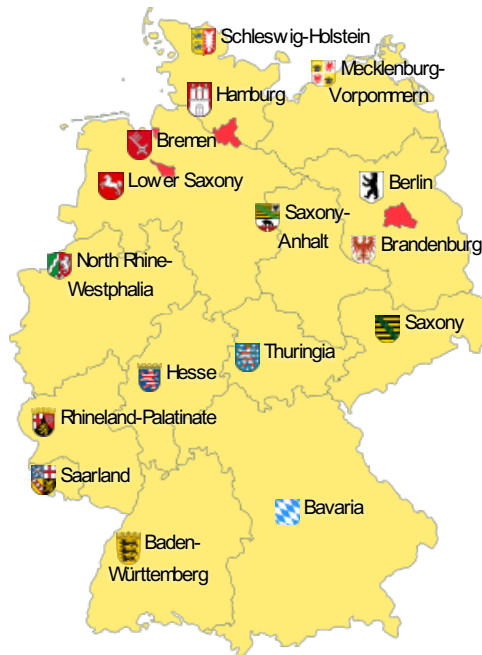 Schleswig-Holstein
Mecklenburg-
Vorpommern
Hamburg
Bremen
Lower Saxony
Berlin
Saxony-
Anhalt
Brandenburg
North Rhine-
Westphalia
Saxony
Thuringia
Hesse
Rhineland-Palatinate
Saarland
Bavaria
Baden-
Württemberg